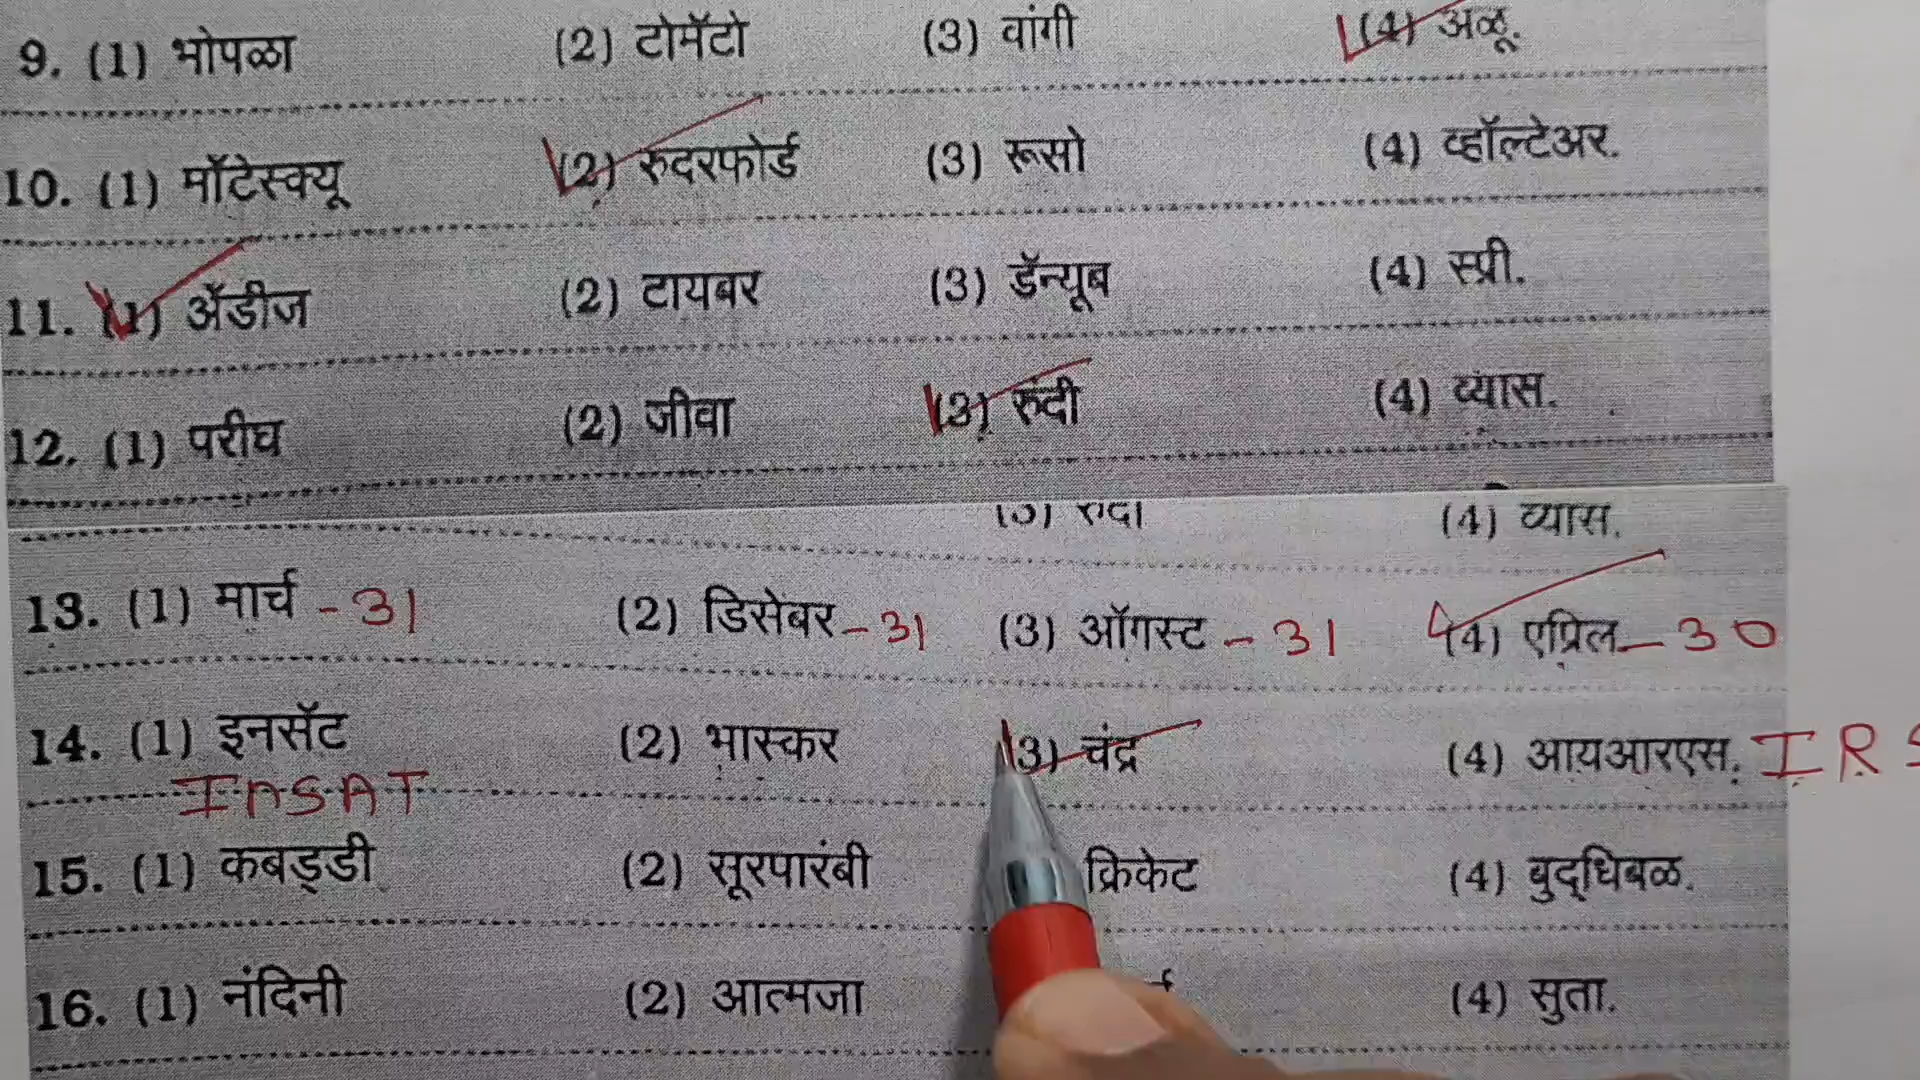 9. (1) भोपळा (2) टोमॅटो (3) वांगी (4) अळू.
10. (1) मॉंटेस्क्यू (2) रुदरफोर्ड (3) रूसो (4) व्हॉल्टेअर.
11. (1) ॲंडीज (2) टायबर (3) डॅन्यूब (4) स्प्री.
12. (1) परीघ (2) जीवा (3) रुंदी (4) व्यास.
(4) व्यास.
13. (1) मार्च - 31 (2) डिसेंबर - 31 (3) ऑगस्ट - 31 (4) एप्रिल - 30
14. (1) इनसॅट (2) भास्कर (3) चंद्र (4) आयआरएस. IRS
INSAT
15. (1) कबड्डी (2) सूरपारंबी क्रिकेट (4) बुद्धिबळ.
16. (1) नंदिनी (2) आत्मजा (4) सुता.